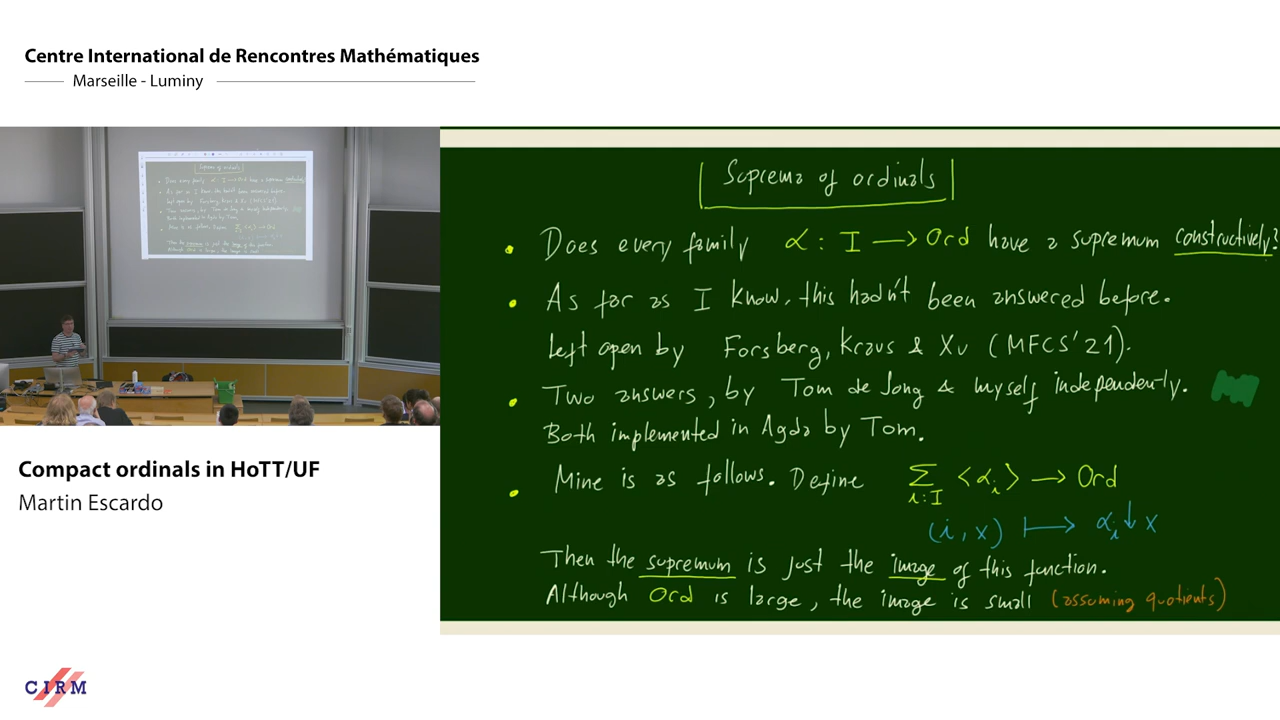 Centre International de Rencontres Mathématiques
Marseille - Luminy
Suprema of ordinals
• Does every family α : I → Ord have a supremum constructively?
• As far as I know, this hadn't been answered before.
Left open by Forsberg, Kraus & Xu (MFCS'21).
• Two answers, by Tom de Jong & myself independently.
Both implemented in Agda by Tom.
• Mine is as follows. Define Σ i:I <αi> → Ord
(i, x) ↦ αi ↓ x
Then the supremum is just the image of this function.
Although Ord is large, the image is small (assuming quotients)
Compact ordinals in HoTT/UF
Martin Escardo
CIRM